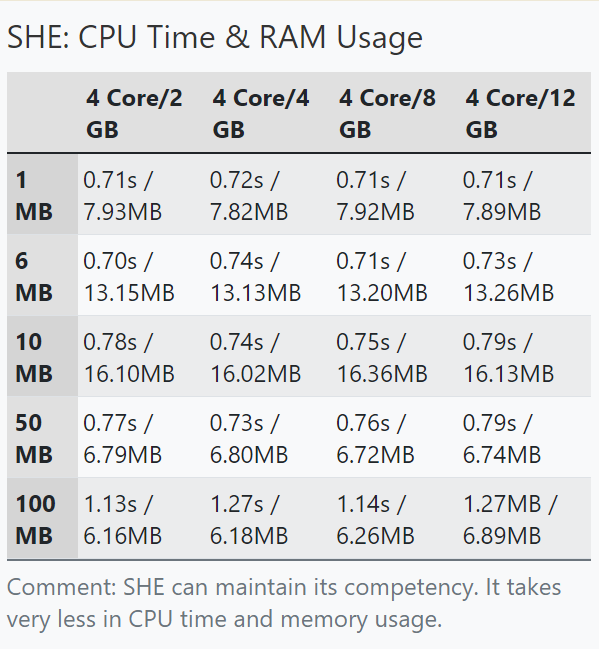 SHE: CPU Time & RAM Usage
4 Core/2 4 Core/4 4 Core/8 4 Core/12
GB GB GB GB
1 0.71s / 0.72s / 0.71s / 0.71s /
MB 7.93MB 7.82MB 7.92MB 7.89MB
6 0.70s / 0.74s / 0.71s / 0.73s /
MB 13.15MB 13.13MB 13.20MB 13.26MB
10 0.78s / 0.74s / 0.75s / 0.79s /
MB 16.10MB 16.02MB 16.36MB 16.13MB
50 0.77s / 0.73s / 0.76s / 0.79s /
MB 6.79MB 6.80MB 6.72MB 6.74MB
100 1.13s / 1.27s / 1.14s / 1.27MB /
MB 6.16MB 6.18MB 6.26MB 6.89MB
Comment: SHE can maintain its competency. It takes
very less in CPU time and memory usage.